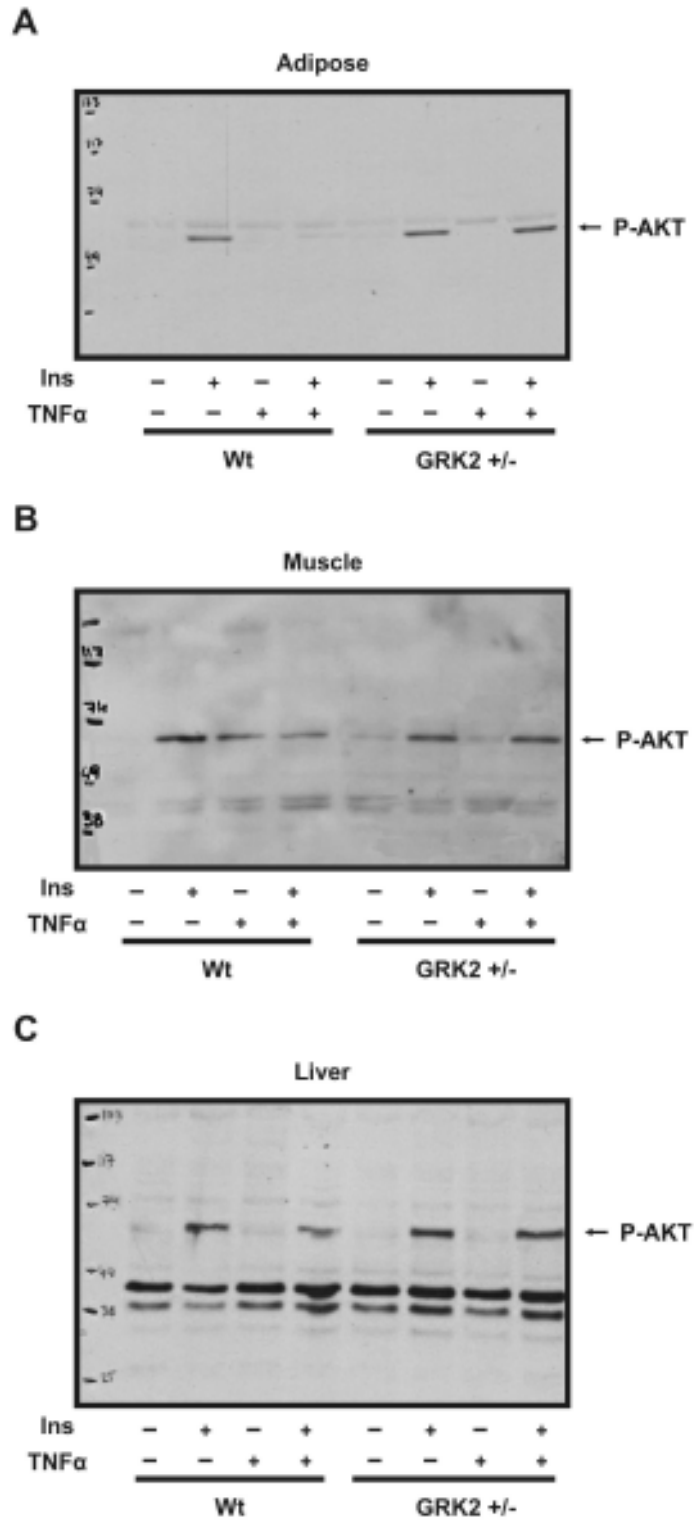 A
Adipose
← P-AKT
Ins − + − + − + − +
TNFα − − + + − − + +
Wt GRK2 +/-
B
Muscle
← P-AKT
Ins − + − + − + − +
TNFα − − + + − − + +
Wt GRK2 +/-
C
Liver
← P-AKT
Ins − + − + − + − +
TNFα − − + + − − + +
Wt GRK2 +/-